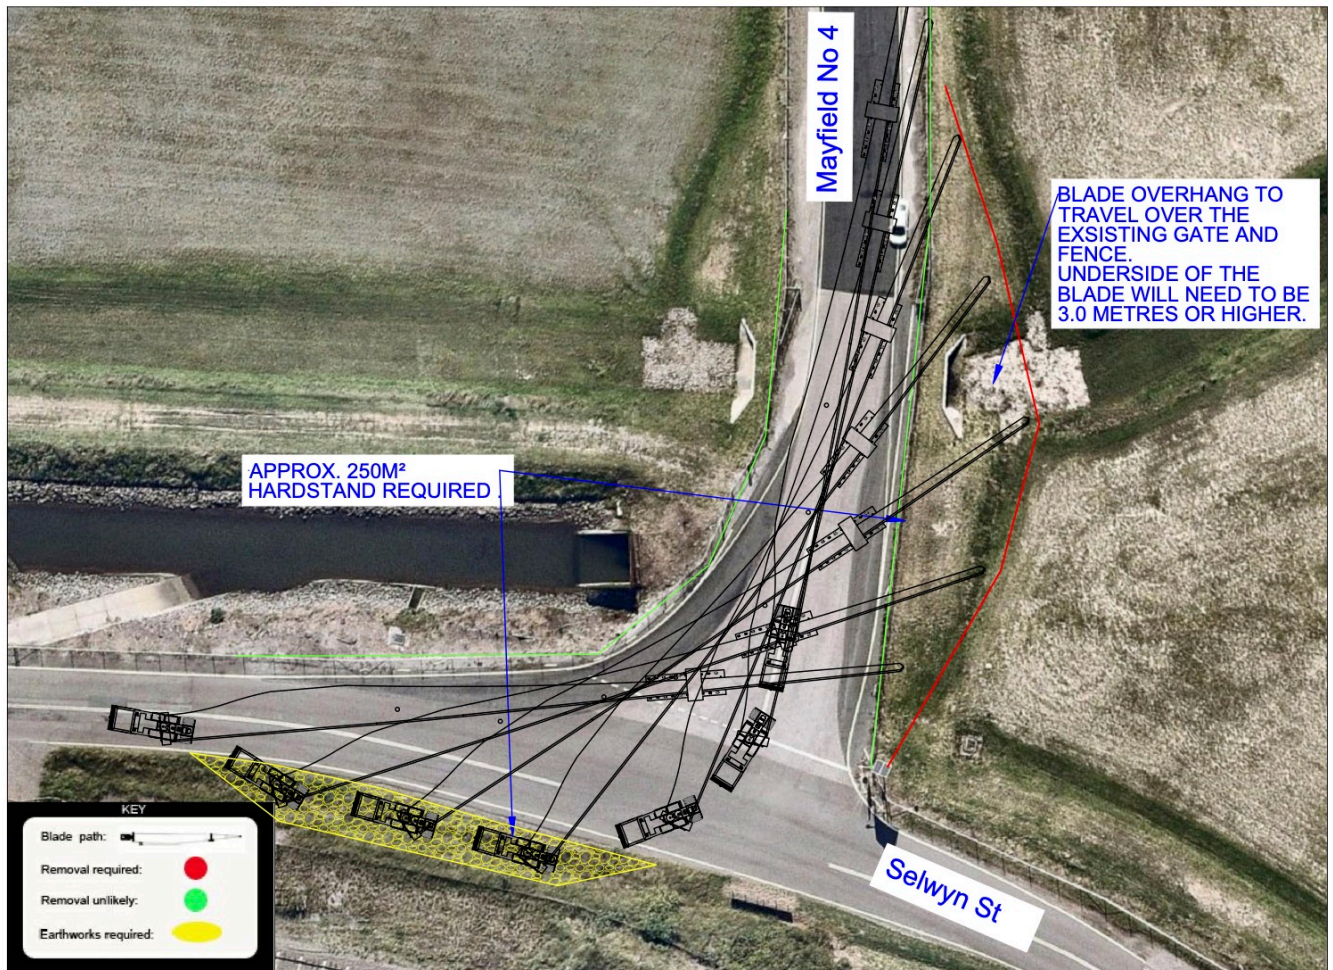 Mayfield No 4
BLADE OVERHANG TO
TRAVEL OVER THE
EXSISTING GATE AND
FENCE.
UNDERSIDE OF THE
BLADE WILL NEED TO BE
3.0 METRES OR HIGHER.
APPROX. 250M²
HARDSTAND REQUIRED .
Selwyn St
KEY
Blade path:
Removal required:
Removal unlikely:
Earthworks required: